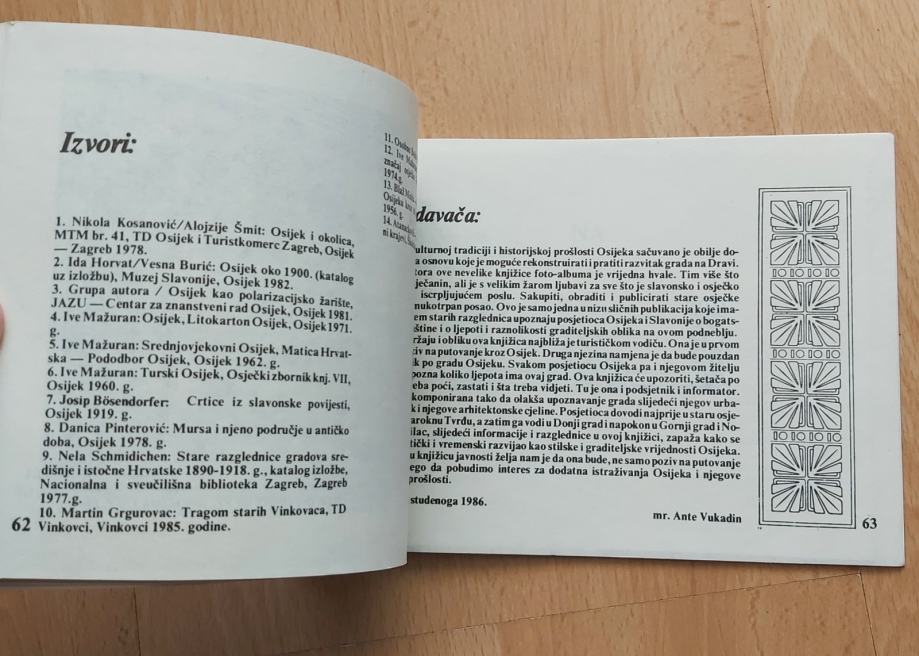 Izvori:
1. Nikola Kosanović/Alojzije Šmit: Osijek i okolica,
MTM br. 41, TD Osijek i Turistkomerc Zagreb, Osijek
— Zagreb 1978.
2. Ida Horvat/Vesna Burić: Osijek oko 1900. (katalog
uz izložbu), Muzej Slavonije, Osijek 1982.
3. Grupa autora / Osijek kao polarizacijsko žarište,
JAZU — Centar za znanstveni rad Osijek, Osijek 1981.
4. Ive Mažuran: Osijek, Litokarton Osijek, Osijek 1971.
g.
5. Ive Mažuran: Srednjovjekovni Osijek, Matica Hrvat-
ska — Pododbor Osijek, Osijek 1962. g.
6. Ive Mažuran: Turski Osijek, Osječki zbornik knj. VII,
Osijek 1960. g.
7. Josip Bösendorfer: Crtice iz slavonske povijesti,
Osijek 1919. g.
8. Danica Pinterović: Mursa i njeno područje u antičko
doba, Osijek 1978. g.
9. Nela Schmidichen: Stare razglednice gradova sre-
dišnje i istočne Hrvatske 1890-1918. g., katalog izložbe,
Nacionalna i sveučilišna biblioteka Zagreb, Zagreb
1977.g.
10. Martin Grgurovac: Tragom starih Vinkovaca, TD
Vinkovci, Vinkovci 1985. godine.
62
11.
12. Ive
značaj
1974.g.
13.
Osijeku
1956. g.
14.
ni
davača:
ulturnoj tradiciji i historijskoj prošlosti Osijeka sačuvano je obilje do-
a osnovu koje je moguće rekonstruirati i pratiti razvitak grada na Dravi.
tora ove nevelike knjižice foto-albuma je vrijedna hvale. Tim više što
ječanin, ali je s velikim žarom ljubavi za sve što je slavonsko i osječko
iscrpljujćem poslu. Sakupiti, obraditi i publicirati stare osječke
nukotrpan posao. Ovo je samo jedna u nizu sličnih publikacija koje ima-
em starih razglednica upoznaju posjetioca Osijeka i Slavonije o bogats-
štine i o ljepoti i raznolikosti graditeljskih oblika na ovom podneblju.
ržaju i obliku ova knjižica najbliža je turističkom vodiču. Ona je u prvom
iv na putovanje kroz Osijek. Druga njezina namjena je da bude pouzdan
k po gradu Osijeku. Svakom posjetiocu Osijeka pa i njegovom žitelju
pozna koliko ljepota ima ovaj grad. Ova knjižica će upozoriti, šetača po
eba poći, zastati i šta treba vidjeti. Tu je ona i podsjetnik i informator.
komponirana tako da olakša upoznavanje grada slijedeći njegov urba-
k i njegove arhitektonske cjeline. Posjetioca dovodi najprije u staru osje-
aroknu Tvrđu, a zatim ga vodi u Donji grad i napokon u Gornji grad i No-
ilac, slijedeći informacije i razglednice u ovoj knjižici, zapaža kako se
tički i vremenski razvijao kao stilske i graditeljske vrijednosti Osijeka.
u knjižicu javnosti želja nam je da ona bude, ne samo poziv na putovanje
ego da pobudimo interes za dodatna istraživanja Osijeka i njegove
prošlosti.
studenoga 1986.
mr. Ante Vukadin
63